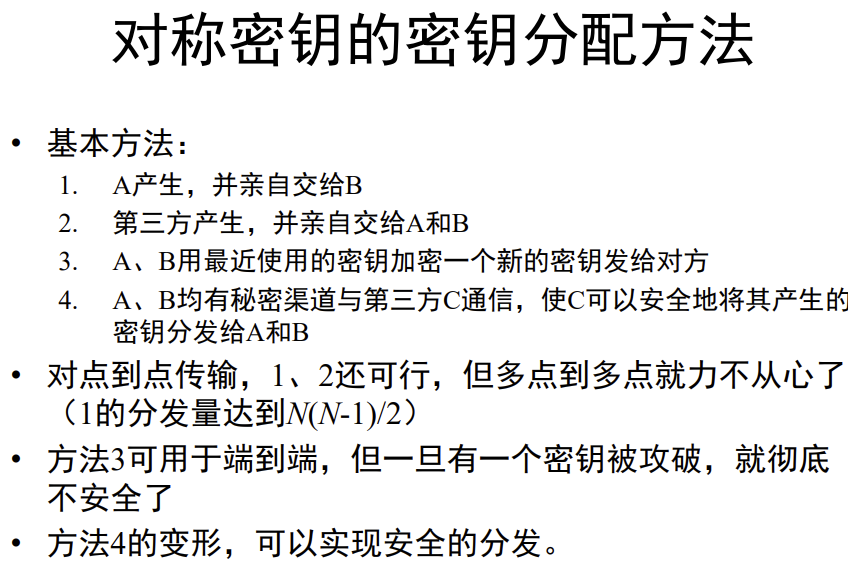 对称密钥的密钥分配方法
• 基本方法：
1. A产生，并亲自交给B
2. 第三方产生，并亲自交给A和B
3. A、B用最近使用的密钥加密一个新的密钥发给对方
4. A、B均有秘密渠道与第三方C通信，使C可以安全地将其产生的
密钥分发给A和B
• 对点到点传输，1、2还可行，但多点到多点就力不从心了
（1的分发量达到N(N-1)/2）
• 方法3可用于端到端，但一旦有一个密钥被攻破，就彻底
不安全了
• 方法4的变形，可以实现安全的分发。